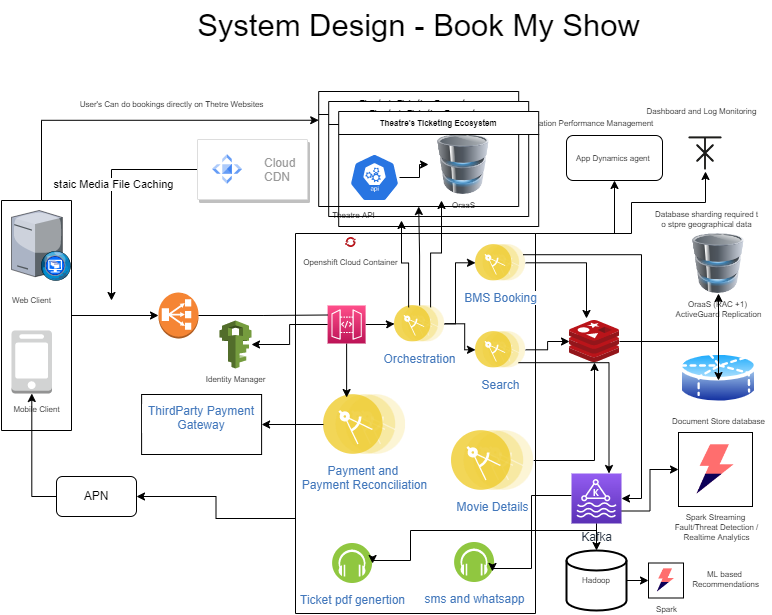 System Design - Book My Show
User's Can do bookings directly on Thetre Websites
Dashboard and Log Monitoring
Theatre's Ticketing Ecosystem
ation Performance Management
Cloud
CDN
App Dynamics agent
staic Media File Caching
api
OraaS
Theatre API
Database sharding required t
o stpre geographical data
Openshift Cloud Container
Web Client
BMS Booking
OraaS (RAC +1)
ActiveGuard Replication
Orchestration
Search
Identity Manager
Mobile Client
ThirdParty Payment
Gateway
Document Store database
Payment and
Payment Reconciliation
APN
Movie Details
K
Spark Streaming
Fault/Threat Detection /
Realtime Analytics
Kafka
Hadoop
ML based
Recommendations
Ticket pdf genertion
sms and whatsapp
Spark